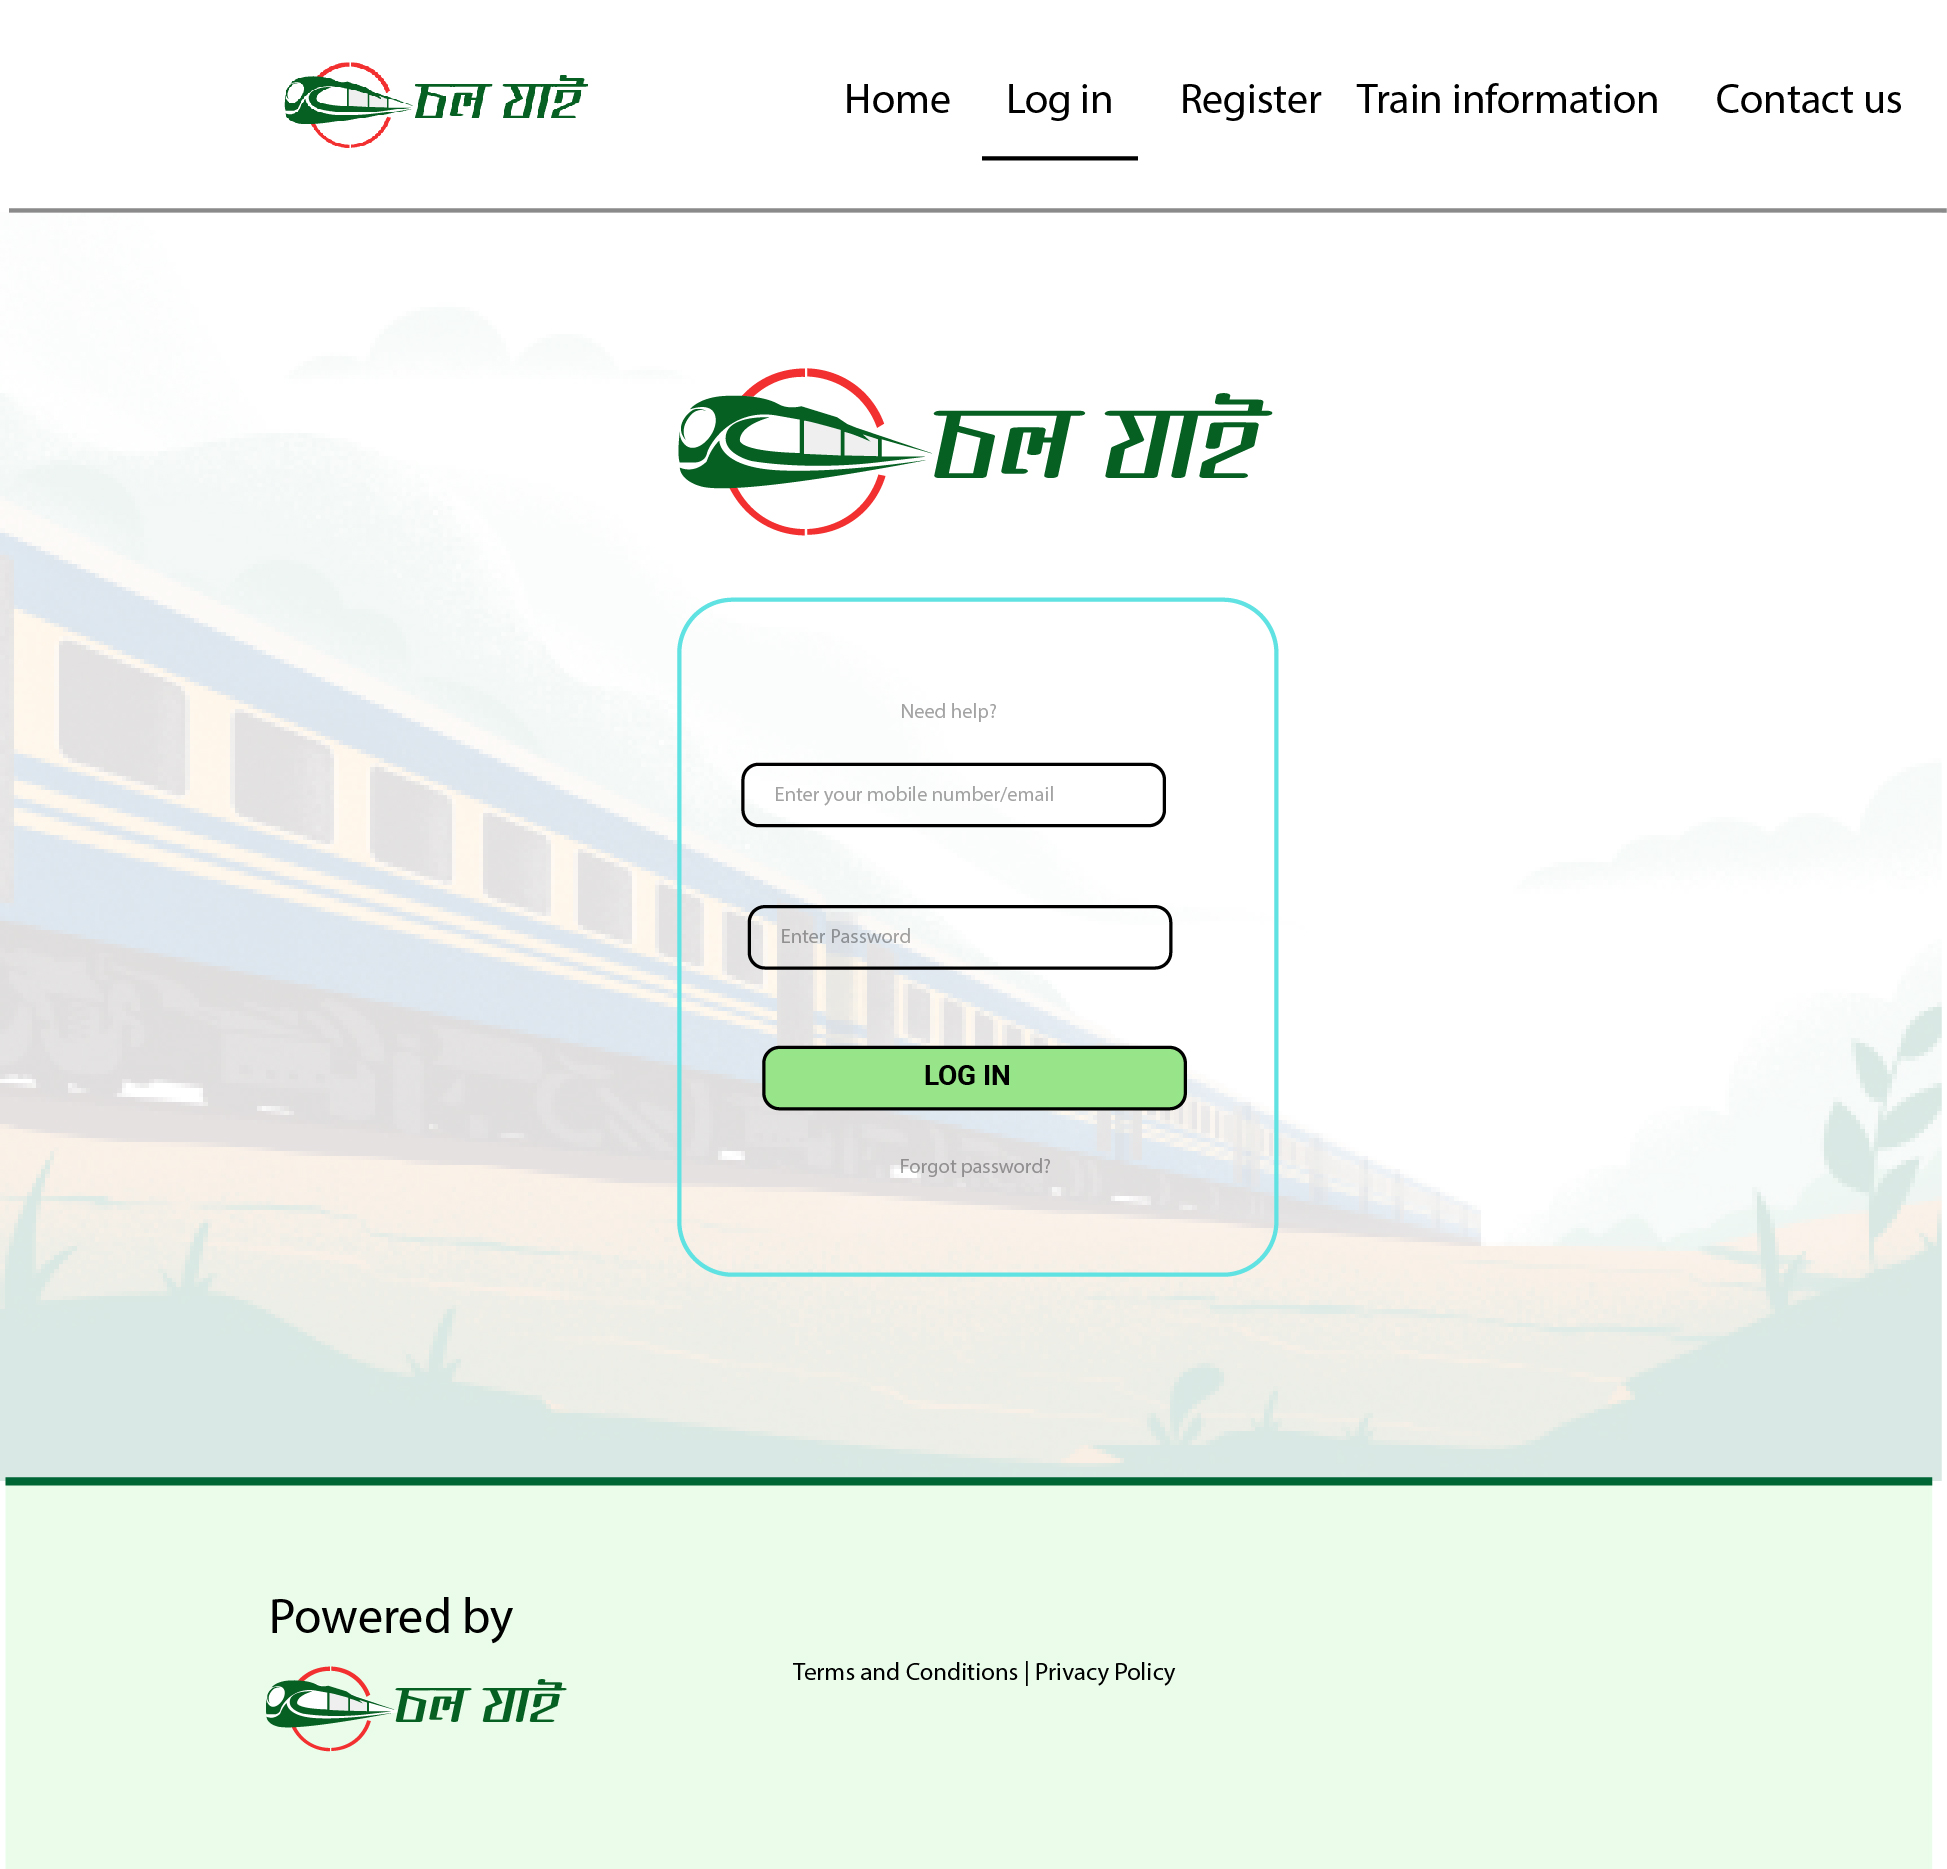 চল যাই
Home Log in Register Train information Contact us
চল যাই
Need help?
Enter your mobile number/email
Enter Password
LOG IN
Forgot password?
Powered by
চল যাই
Terms and Conditions | Privacy Policy